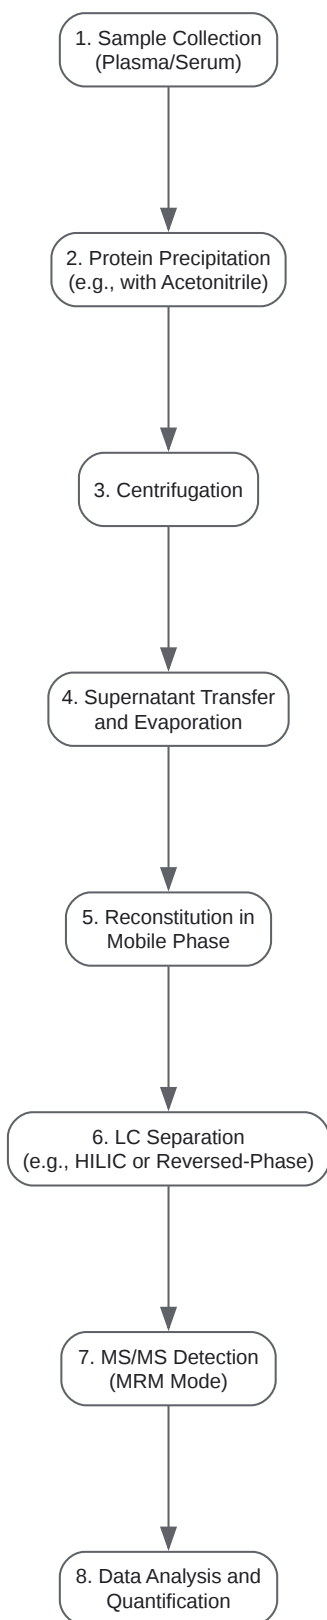 1. Sample Collection
(Plasma/Serum)
2. Protein Precipitation
(e.g., with Acetonitrile)
3. Centrifugation
4. Supernatant Transfer
and Evaporation
5. Reconstitution in
Mobile Phase
6. LC Separation
(e.g., HILIC or Reversed-Phase)
7. MS/MS Detection
(MRM Mode)
8. Data Analysis and
Quantification